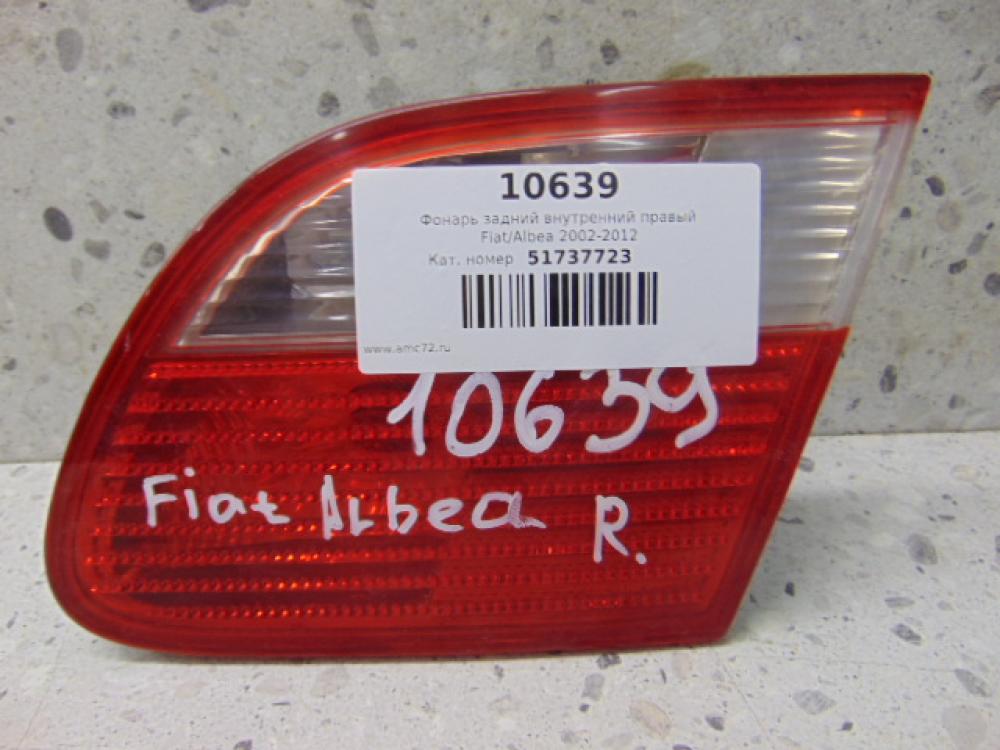 10639
Фонарь задний внутренний правый
Fiat/Albea 2002-2012
Кат. номер 51737723
www.amc72.ru
10639
Fiat Albea R.